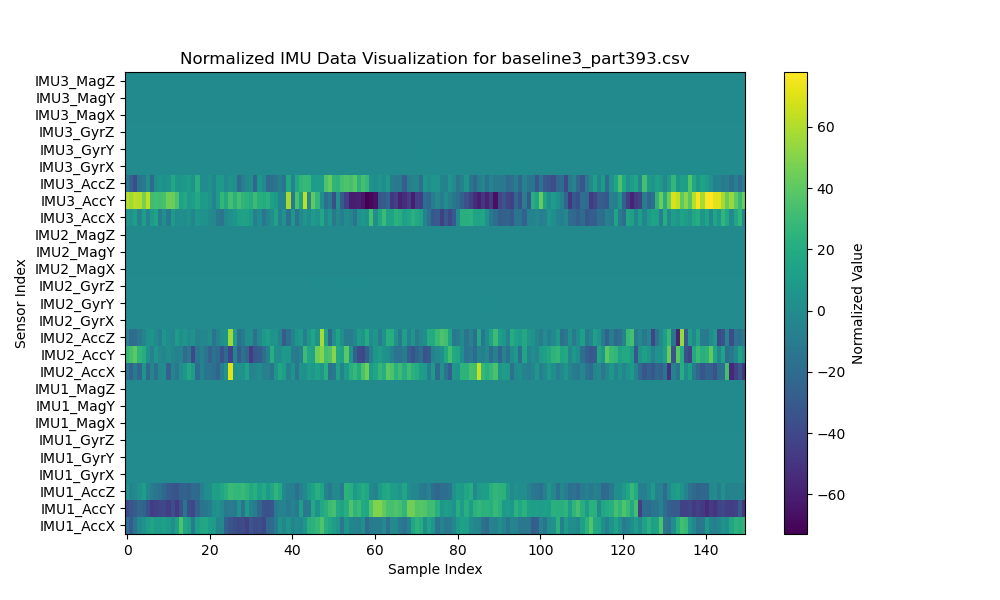 Normalized IMU Data Visualization for baseline3_part393.csv
Sensor Index
IMU3_MagZ
IMU3_MagY
IMU3_MagX
IMU3_GyrZ
IMU3_GyrY
IMU3_GyrX
IMU3_AccZ
IMU3_AccY
IMU3_AccX
IMU2_MagZ
IMU2_MagY
IMU2_MagX
IMU2_GyrZ
IMU2_GyrY
IMU2_GyrX
IMU2_AccZ
IMU2_AccY
IMU2_AccX
IMU1_MagZ
IMU1_MagY
IMU1_MagX
IMU1_GyrZ
IMU1_GyrY
IMU1_GyrX
IMU1_AccZ
IMU1_AccY
IMU1_AccX
0 20 40 60 80 100 120 140
Sample Index
60
40
20
0
−20
−40
−60
Normalized Value